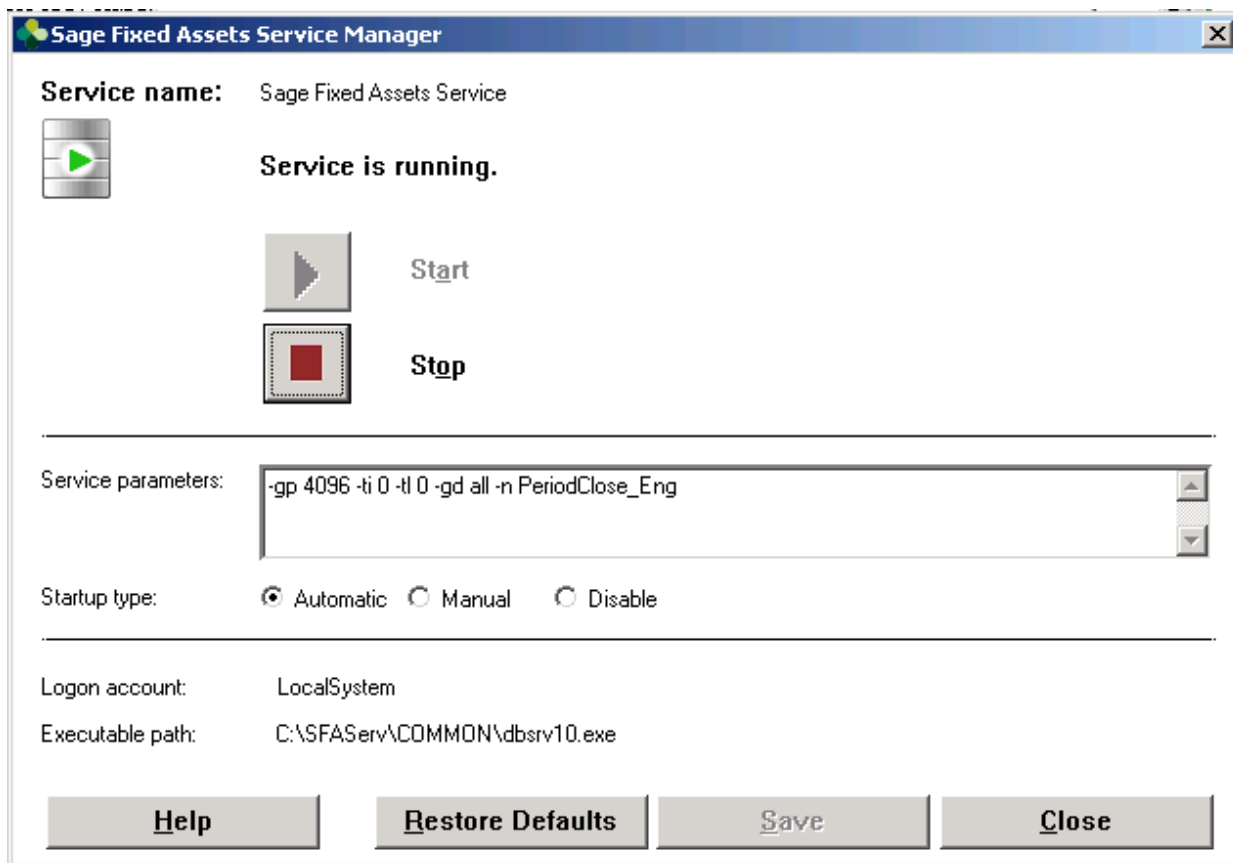 Sage Fixed Assets Service Manager
Service name: Sage Fixed Assets Service
Service is running.
Start
Stop
Service parameters: -gp 4096 -ti 0 -tl 0 -gd all -n PeriodClose_Eng
Startup type: Automatic Manual Disable
Logon account: LocalSystem
Executable path: C:\SFAServ\COMMON\dbsrv10.exe
Help Restore Defaults Save Close